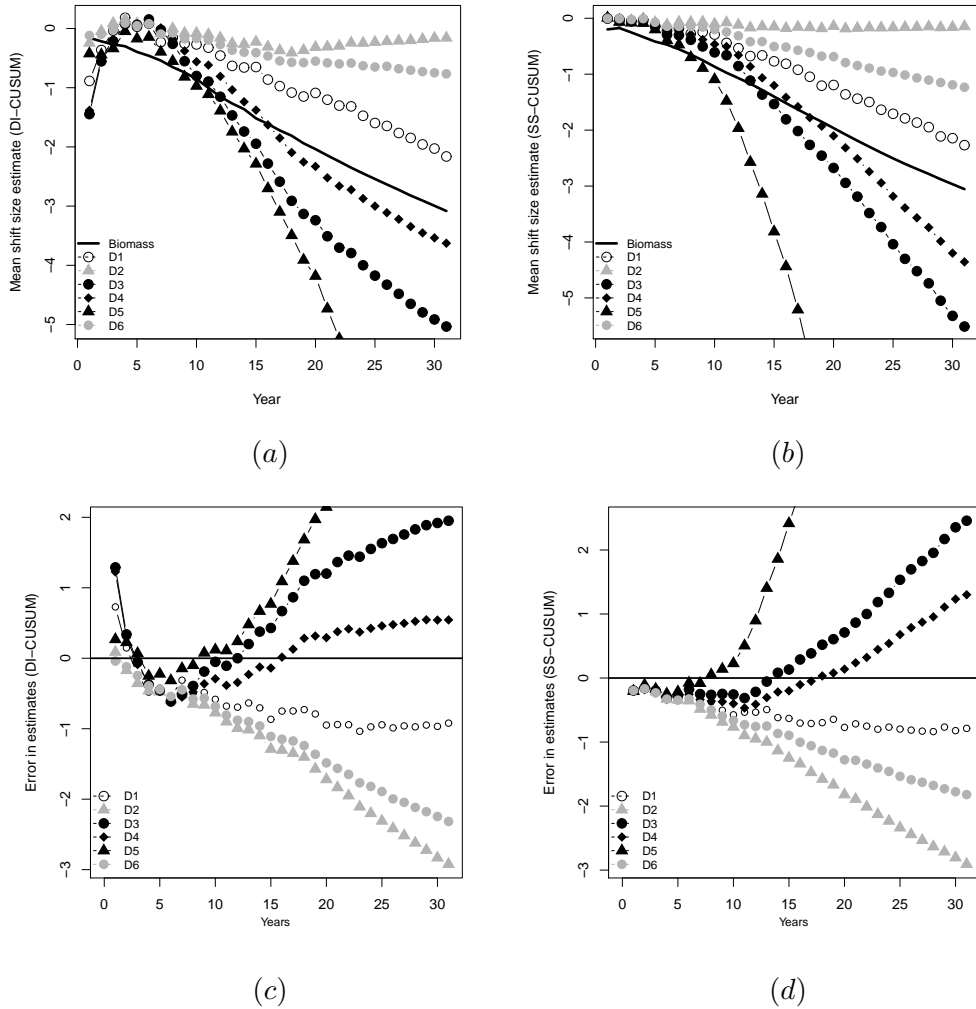 Mean shift size estimate (DI−CUSUM)
0
−1
−2
−3
−4
−5
Biomass
D1
D2
D3
D4
D5
D6
0 5 10 15 20 25 30
Year
(a)
Mean shift size estimate (SS−CUSUM)
0
−1
−2
−3
−4
−5
Biomass
D1
D2
D3
D4
D5
D6
0 5 10 15 20 25 30
Year
(b)
Error in estimates (DI−CUSUM)
2
1
0
−1
−2
−3
D1
D2
D3
D4
D5
D6
0 5 10 15 20 25 30
Years
(c)
Error in estimates (SS−CUSUM)
2
1
0
−1
−2
−3
D1
D2
D3
D4
D5
D6
0 5 10 15 20 25 30
Years
(d)